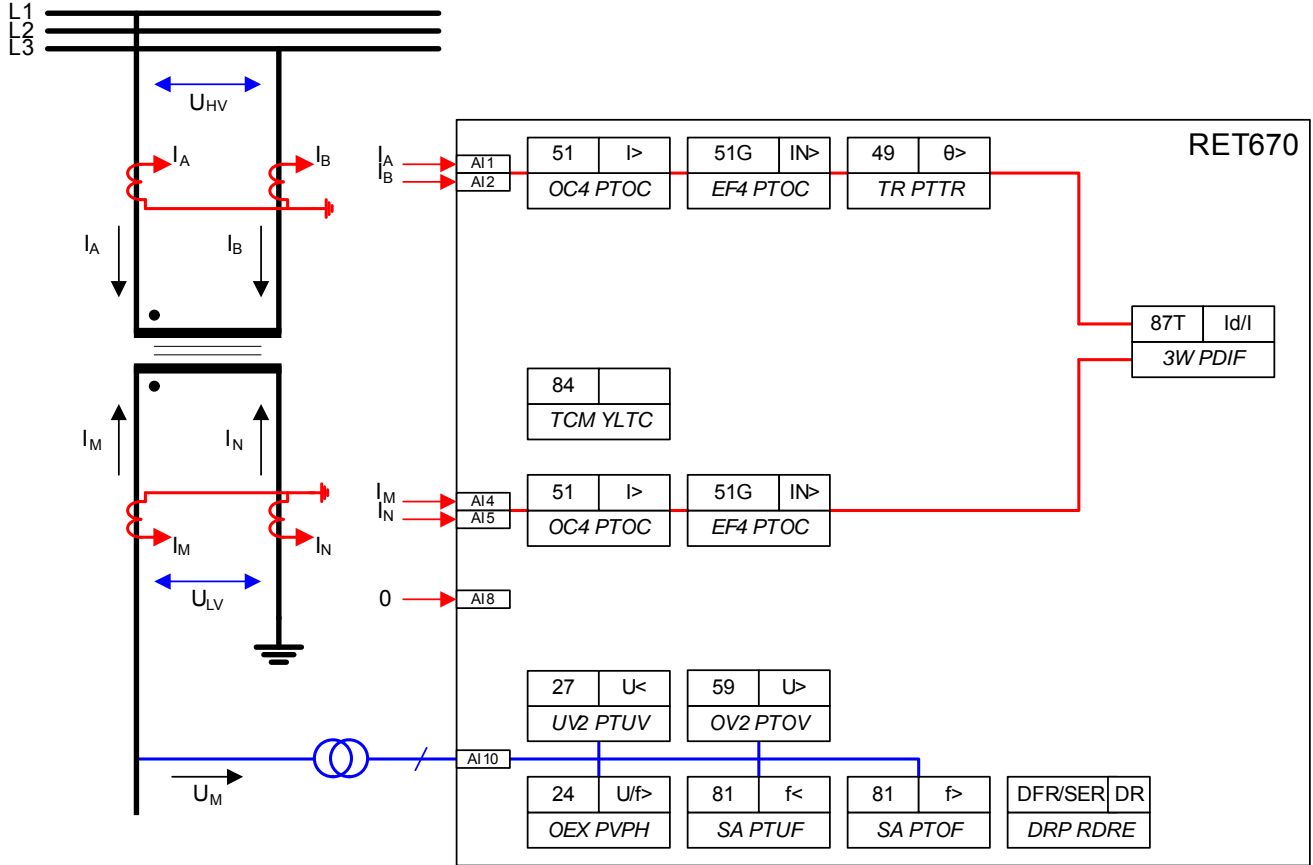 L1
L2
L3
UHV
IA
IB
IA
IB
IA
IB
AI1
AI2
RET670
51 I>
OC4 PTOC
51G IN>
EF4 PTOC
49 θ>
TR PTTR
87T Id/I
3W PDIF
84
TCM YLTC
IM
IN
IM
IN
ULV
IM
IN
AI4
AI5
51 I>
OC4 PTOC
51G IN>
EF4 PTOC
0
AI8
27 U<
UV2 PTUV
59 U>
OV2 PTOV
UM
AI10
24 U/f>
OEX PVPH
81 f<
SA PTUF
81 f>
SA PTOF
DFR/SER DR
DRP RDRE